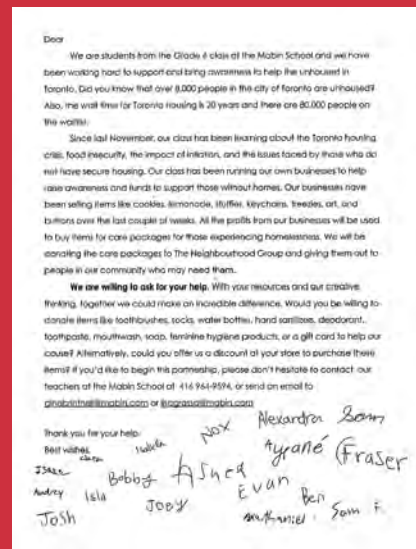 Dear
We are students from the Grade 6 class at the Mabin School and we have
been working hard to support and bring awareness to help the unhoused in
Toronto. Did you know that over 8,000 people in the city of Toronto are unhoused?
Also, the wait time for Toronto housing is 20 years and there are 80,000 people on
the waitlist.
Since last November, our class has been learning about the Toronto housing
crisis, food insecurity, the impact of inflation, and the issues faced by those who do
not have secure housing. Our class has been running our own businesses to help
raise awareness and funds to support those without homes. Our businesses have
been selling items like cookies, lemonade, stuffies, keychains, freezies, art, and
buttons over the last couple of weeks. All the profits from our businesses will be used
to buy items for care packages for those experiencing homelessness. We will be
donating the care packages to The Neighbourhood Group and giving them out to
people in our community who may need them.
We are willing to ask for your help. With your resources and our creative
thinking, together we could make an incredible difference. Would you be willing to
donate items like toothbrushes, socks, water bottles, hand sanitizer, deodorant,
toothpaste, mouthwash, soap, feminine hygiene products, or a gift card to help our
cause? Alternatively, could you offer us a discount at your store to purchase these
items? If you'd like to begin this partnership, please don't hesitate to contact our
teachers at the Mabin School at 416 964-9594, or send an email to
or
Thank you for your help.
Best wishes,
Isabella Nox Alexandra Sam
Isaac Bobby Asher Ayrané Fraser
Audrey Isla Joey Evan Ben
Josh Nathaniel Sam F.